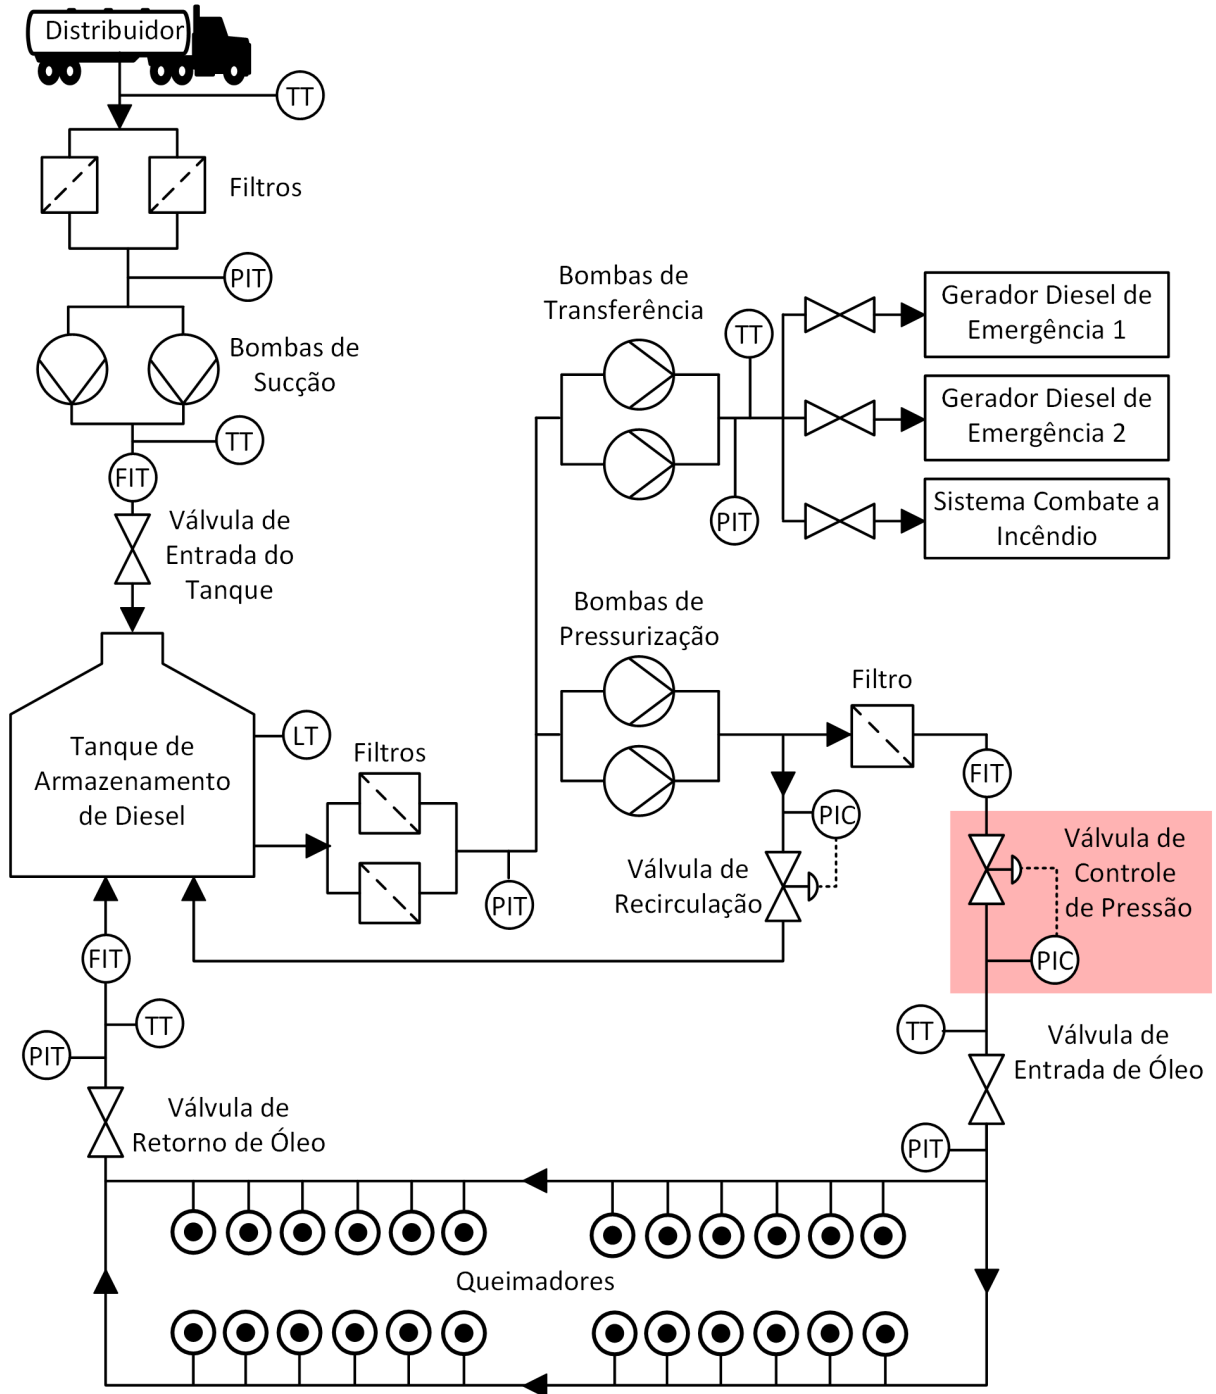 Distribuidor
TT
Filtros
PIT
Bombas de
Sucção
TT
FIT
Válvula de
Entrada do
Tanque
Tanque de
Armazenamento
de Diesel
LT
Filtros
PIT
Bombas de
Transferência
TT
PIT
Gerador Diesel de
Emergência 1
Gerador Diesel de
Emergência 2
Sistema Combate a
Incêndio
Bombas de
Pressurização
Filtro
FIT
PIC
Válvula de
Recirculação
Válvula de
Controle
de Pressão
PIC
TT
Válvula de
Entrada de Óleo
PIT
FIT
TT
PIT
Válvula de
Retorno de Óleo
Queimadores